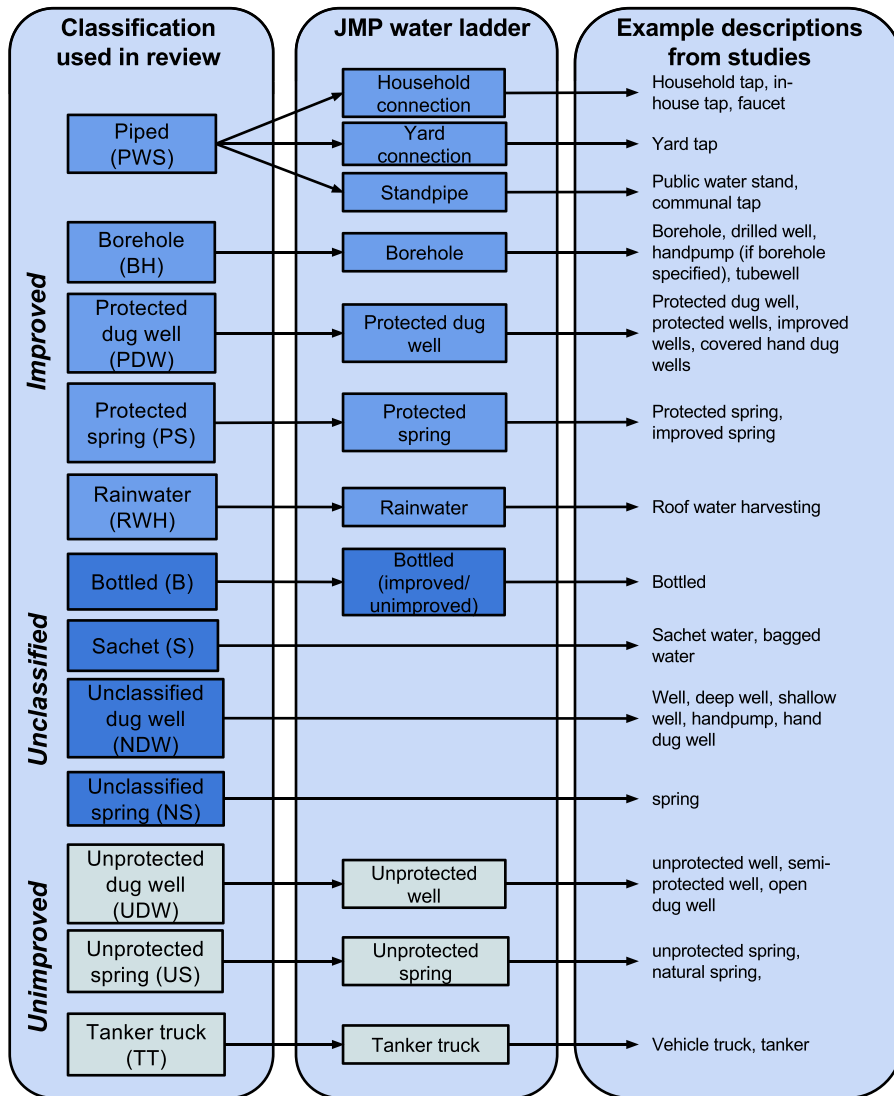 Classification
used in review
JMP water ladder
Example descriptions
from studies
Improved
Piped
(PWS)
Household
connection
Household tap, in-
house tap, faucet
Yard
connection
Yard tap
Standpipe
Public water stand,
communal tap
Borehole
(BH)
Borehole
Borehole, drilled well,
handpump (if borehole
specified), tubewell
Protected
dug well
(PDW)
Protected dug
well
Protected dug well,
protected wells, improved
wells, covered hand dug
wells
Protected
spring (PS)
Protected
spring
Protected spring,
improved spring
Rainwater
(RWH)
Rainwater
Roof water harvesting
Unclassified
Bottled (B)
Bottled
(improved/
unimproved)
Bottled
Sachet (S)
Sachet water, bagged
water
Unclassified
dug well
(NDW)
Well, deep well, shallow
well, handpump, hand
dug well
Unclassified
spring (NS)
spring
Unimproved
Unprotected
dug well
(UDW)
Unprotected
well
unprotected well, semi-
protected well, open
dug well
Unprotected
spring (US)
Unprotected
spring
unprotected spring,
natural spring,
Tanker truck
(TT)
Tanker truck
Vehicle truck, tanker